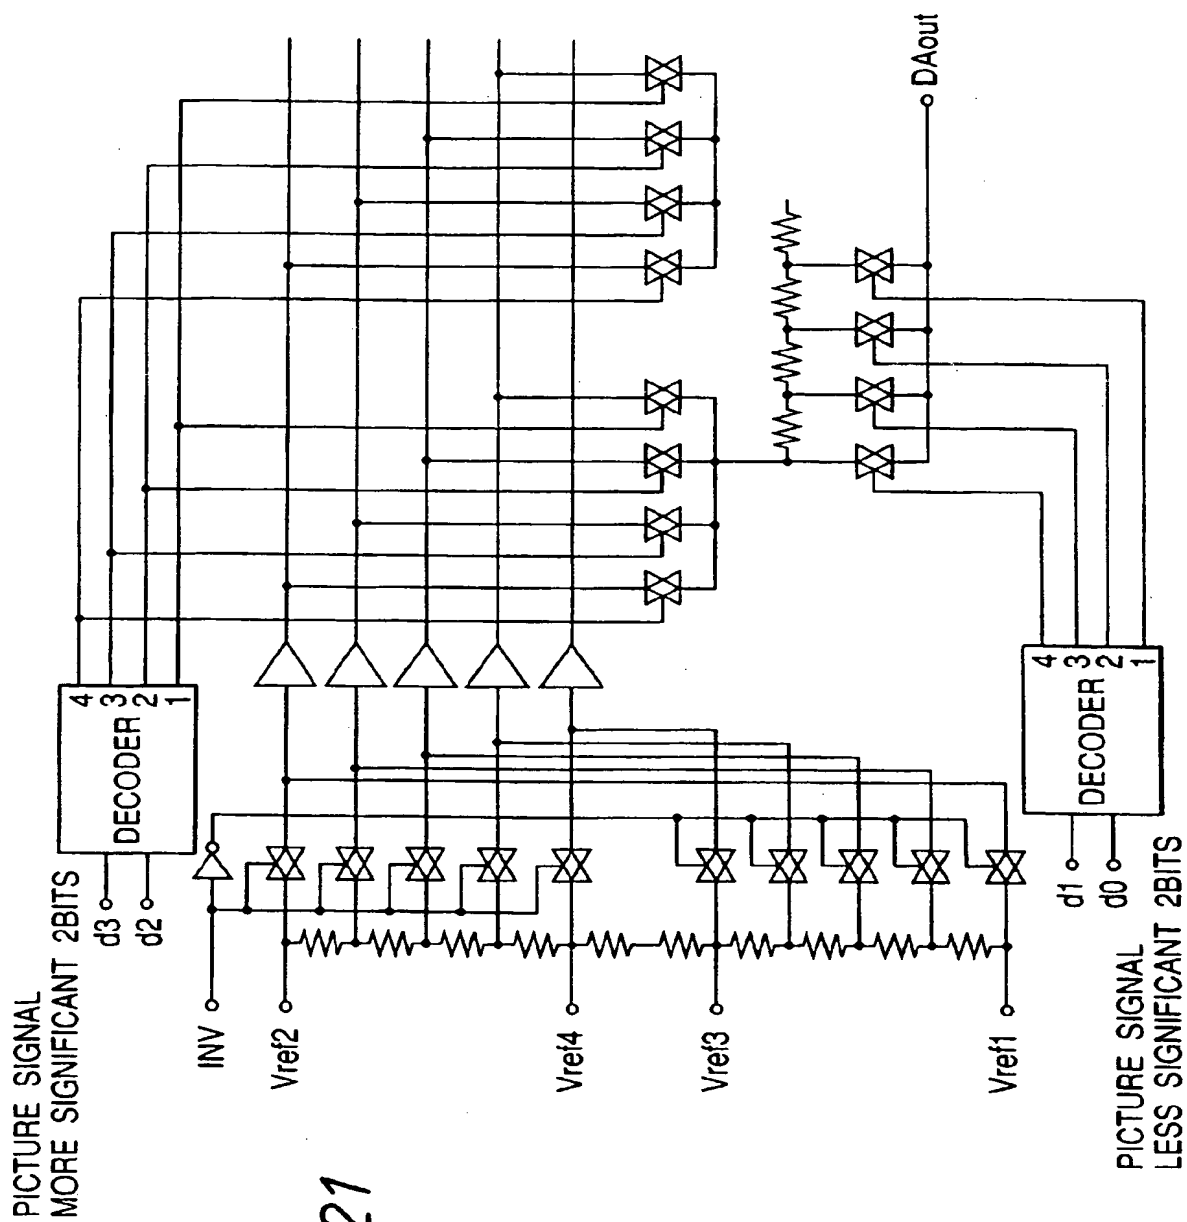 PICTURE SIGNAL
MORE SIGNIFICANT 2BITS
d3
d2
DECODER
4
3
2
1
INV
Vref2
Vref4
Vref3
Vref1
DAout
PICTURE SIGNAL
LESS SIGNIFICANT 2BITS
d1
d0
DECODER
4
3
2
1
21